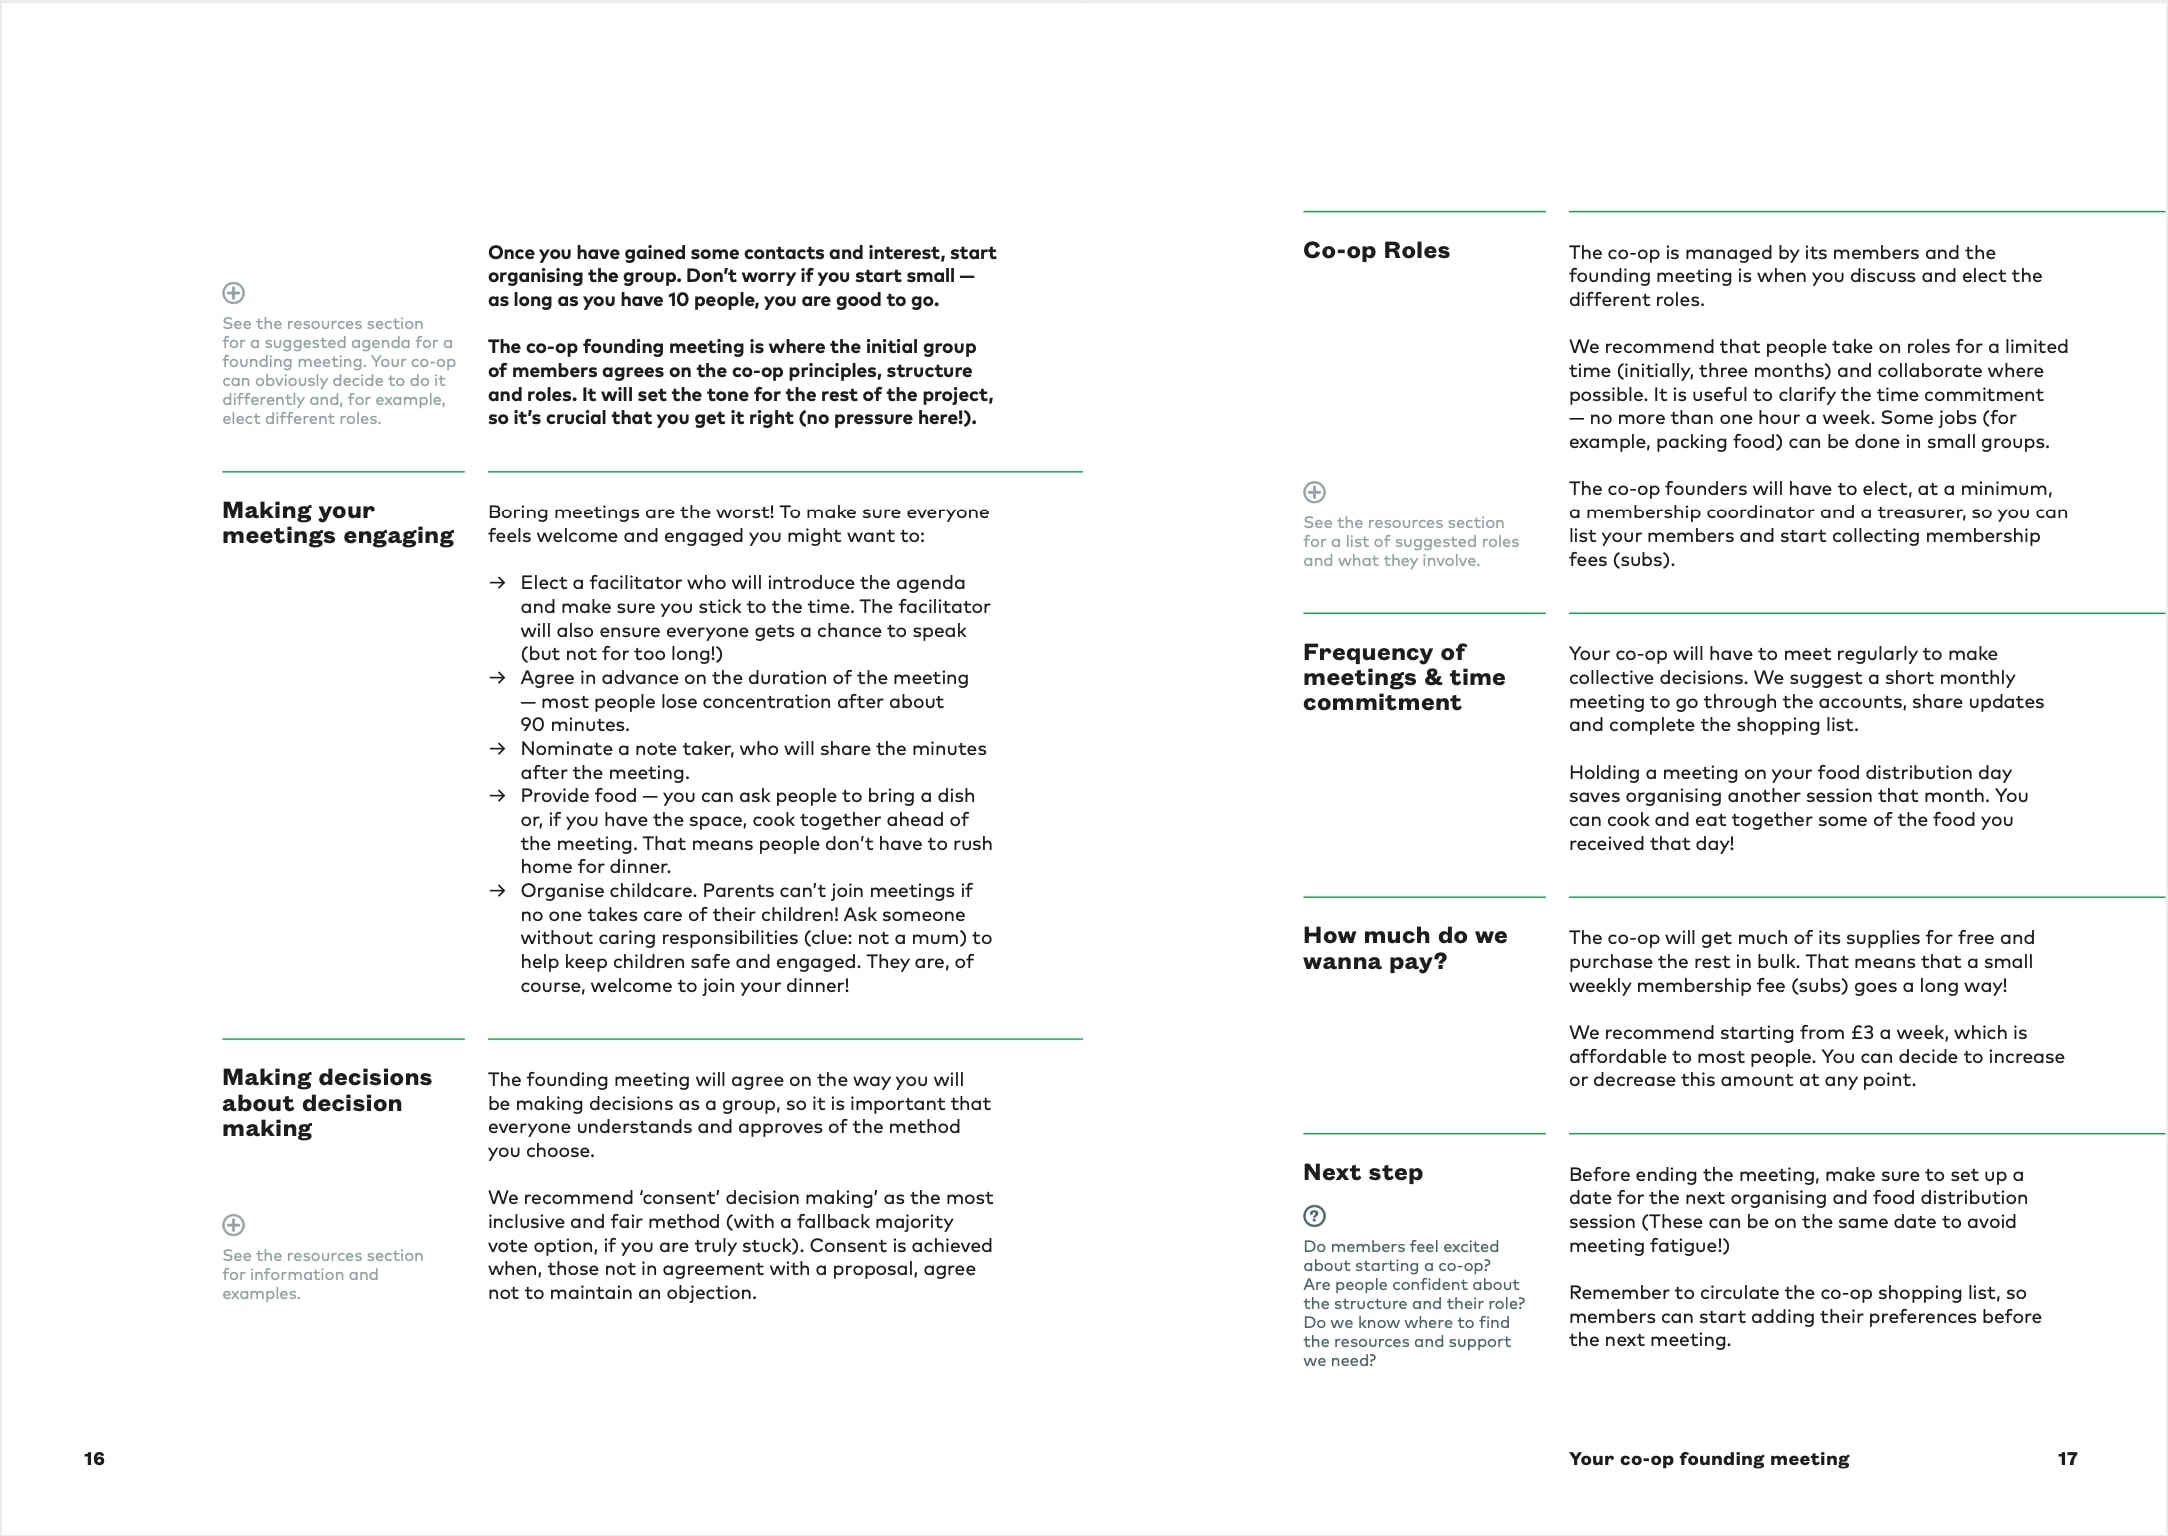 Once you have gained some contacts and interest, start
organising the group. Don’t worry if you start small —
as long as you have 10 people, you are good to go.
The co-op founding meeting is where the initial group
of members agrees on the co-op principles, structure
and roles. It will set the tone for the rest of the project,
so it’s crucial that you get it right (no pressure here!).
See the resources section
for a suggested agenda for a
founding meeting. Your co-op
can obviously decide to do it
differently and, for example,
elect different roles.
Making your
meetings engaging
Boring meetings are the worst! To make sure everyone
feels welcome and engaged you might want to:
→ Elect a facilitator who will introduce the agenda
and make sure you stick to the time. The facilitator
will also ensure everyone gets a chance to speak
(but not for too long!)
→ Agree in advance on the duration of the meeting
— most people lose concentration after about
90 minutes.
→ Nominate a note taker, who will share the minutes
after the meeting.
→ Provide food — you can ask people to bring a dish
or, if you have the space, cook together ahead of
the meeting. That means people don’t have to rush
home for dinner.
→ Organise childcare. Parents can’t join meetings if
no one takes care of their children! Ask someone
without caring responsibilities (clue: not a mum) to
help keep children safe and engaged. They are, of
course, welcome to join your dinner!
Making decisions
about decision
making
The founding meeting will agree on the way you will
be making decisions as a group, so it is important that
everyone understands and approves of the method
you choose.
We recommend ‘consent’ decision making’ as the most
inclusive and fair method (with a fallback majority
vote option, if you are truly stuck). Consent is achieved
when, those not in agreement with a proposal, agree
not to maintain an objection.
See the resources section
for information and
examples.
16
Co-op Roles
The co-op is managed by its members and the
founding meeting is when you discuss and elect the
different roles.
We recommend that people take on roles for a limited
time (initially, three months) and collaborate where
possible. It is useful to clarify the time commitment
— no more than one hour a week. Some jobs (for
example, packing food) can be done in small groups.
The co-op founders will have to elect, at a minimum,
a membership coordinator and a treasurer, so you can
list your members and start collecting membership
fees (subs).
See the resources section
for a list of suggested roles
and what they involve.
Frequency of
meetings & time
commitment
Your co-op will have to meet regularly to make
collective decisions. We suggest a short monthly
meeting to go through the accounts, share updates
and complete the shopping list.
Holding a meeting on your food distribution day
saves organising another session that month. You
can cook and eat together some of the food you
received that day!
How much do we
wanna pay?
The co-op will get much of its supplies for free and
purchase the rest in bulk. That means that a small
weekly membership fee (subs) goes a long way!
We recommend starting from £3 a week, which is
affordable to most people. You can decide to increase
or decrease this amount at any point.
Next step
?
Do members feel excited
about starting a co-op?
Are people confident about
the structure and their role?
Do we know where to find
the resources and support
we need?
Before ending the meeting, make sure to set up a
date for the next organising and food distribution
session (These can be on the same date to avoid
meeting fatigue!)
Remember to circulate the co-op shopping list, so
members can start adding their preferences before
the next meeting.
Your co-op founding meeting
17